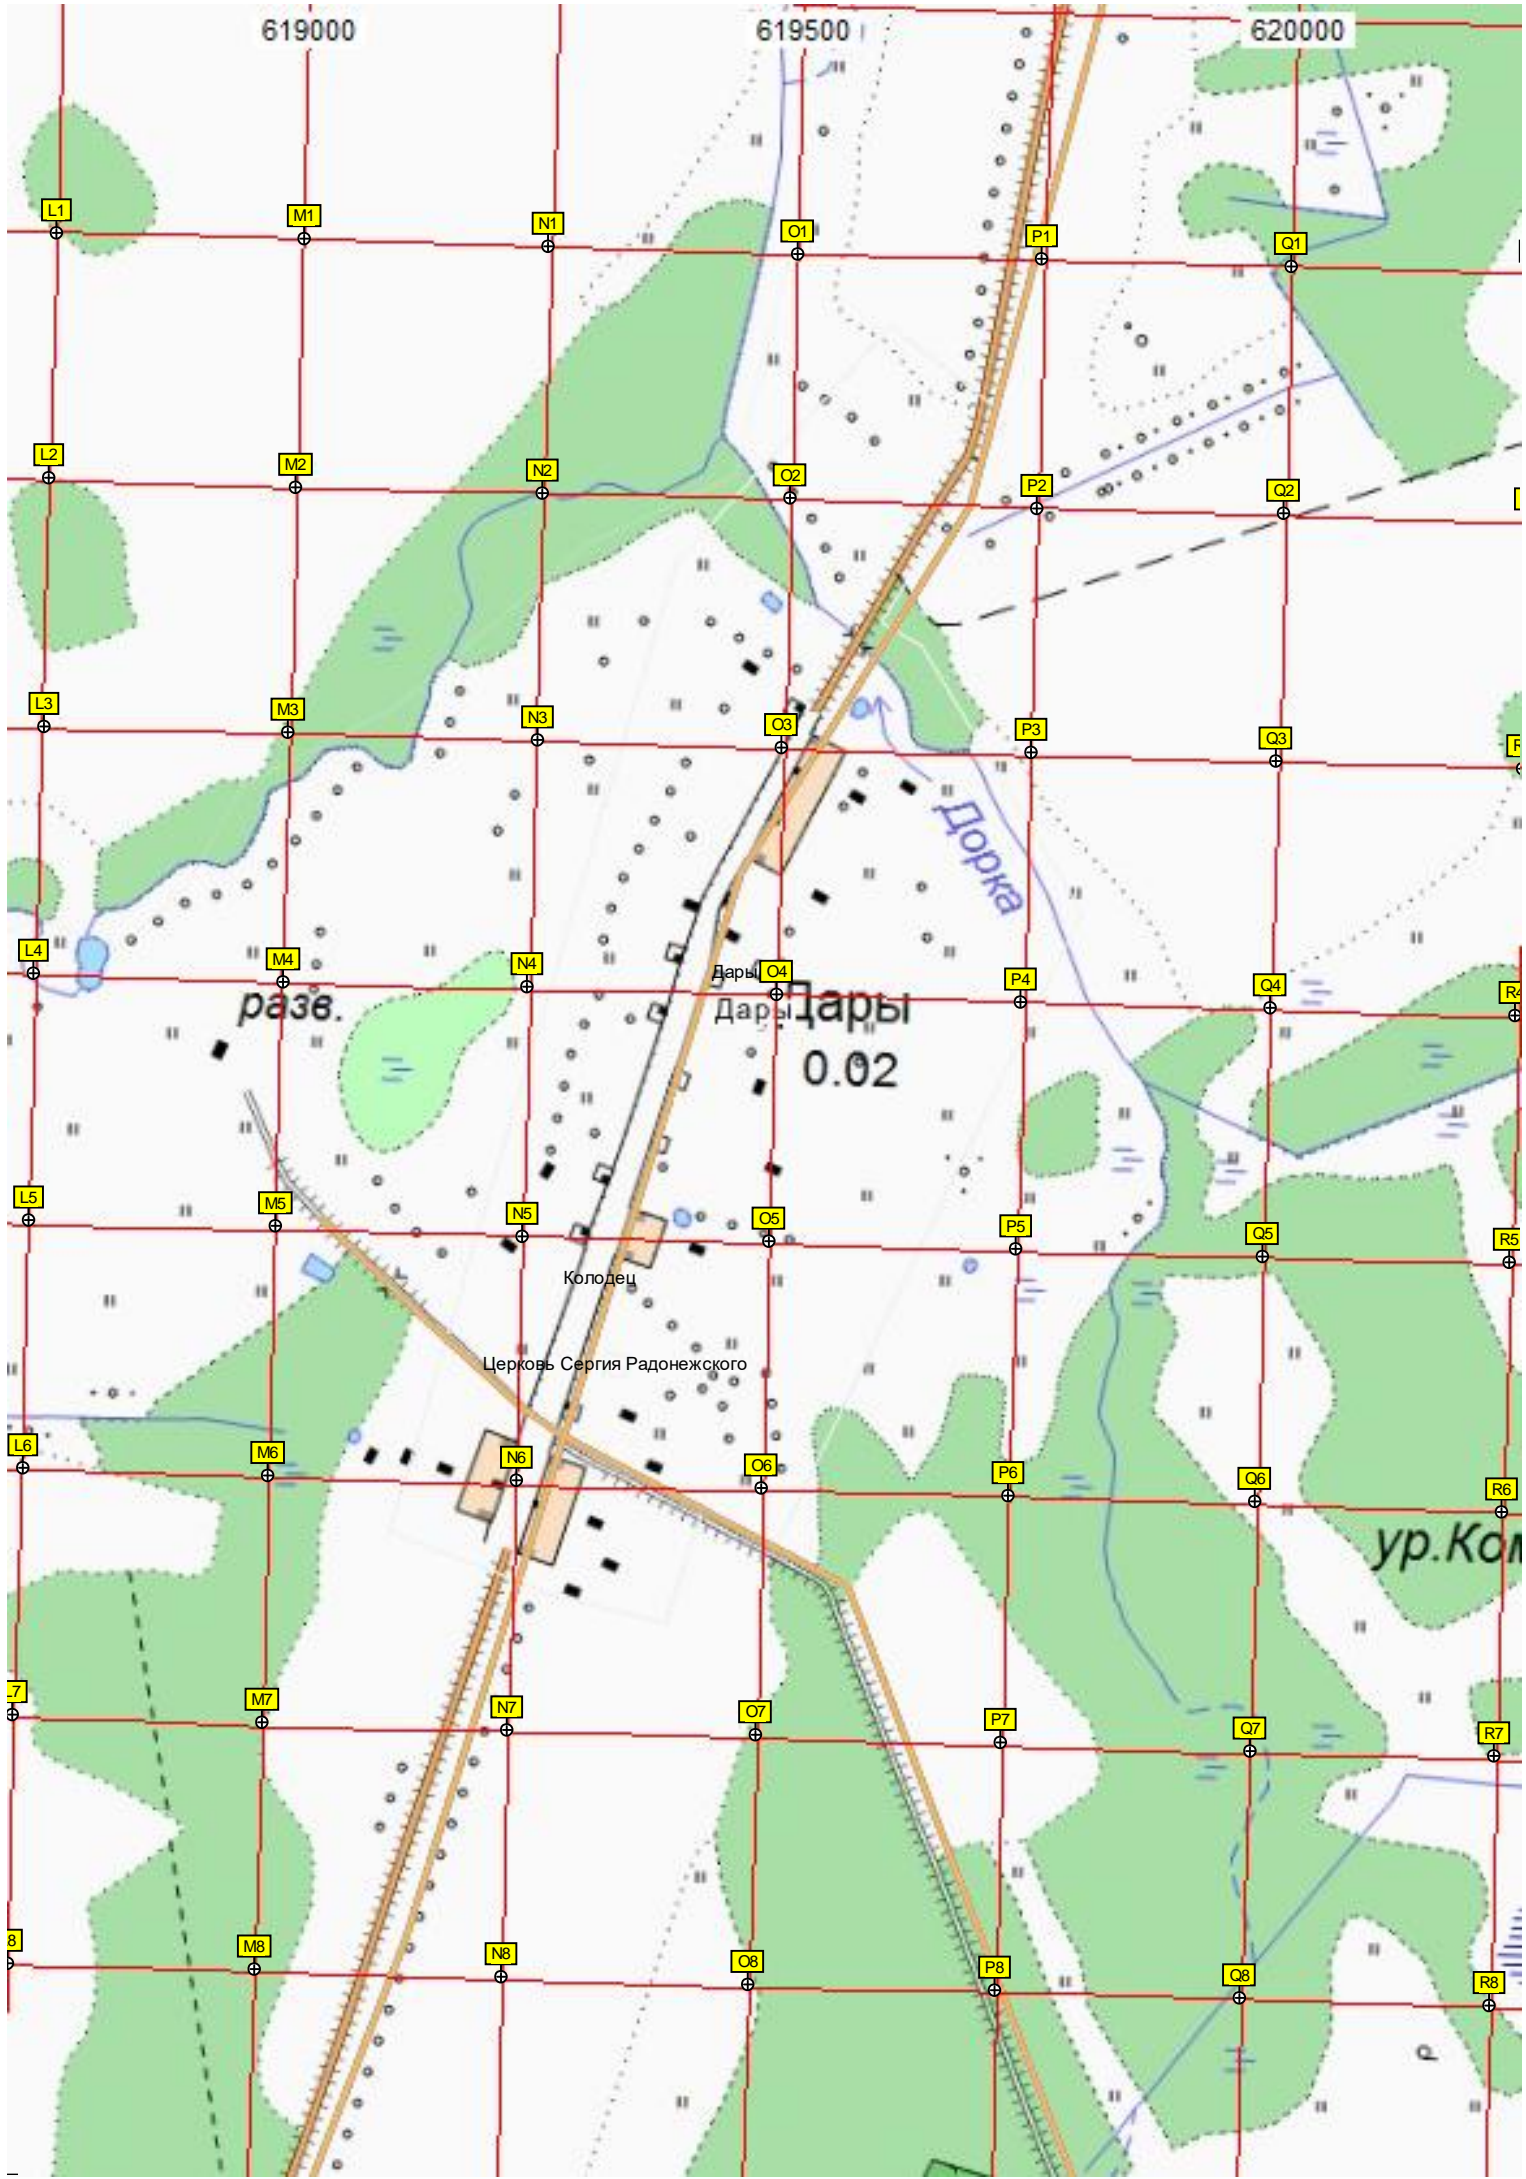 619000 619500 620000
L1 M1 N1 O1 P1 Q1
L2 M2 N2 O2 P2 Q2
L3 M3 N3 O3 P3 Q3
Дорка
L4 M4 N4 O4 P4 Q4 R4
Дары
разв. Дары Дары
0.02
L5 M5 N5 O5 P5 Q5 R5
Колодец
Церковь Сергия Радонежского
L6 M6 N6 O6 P6 Q6 R6
ур.Ком
L7 M7 N7 O7 P7 Q7 R7
8 M8 N8 O8 P8 Q8 R8
р